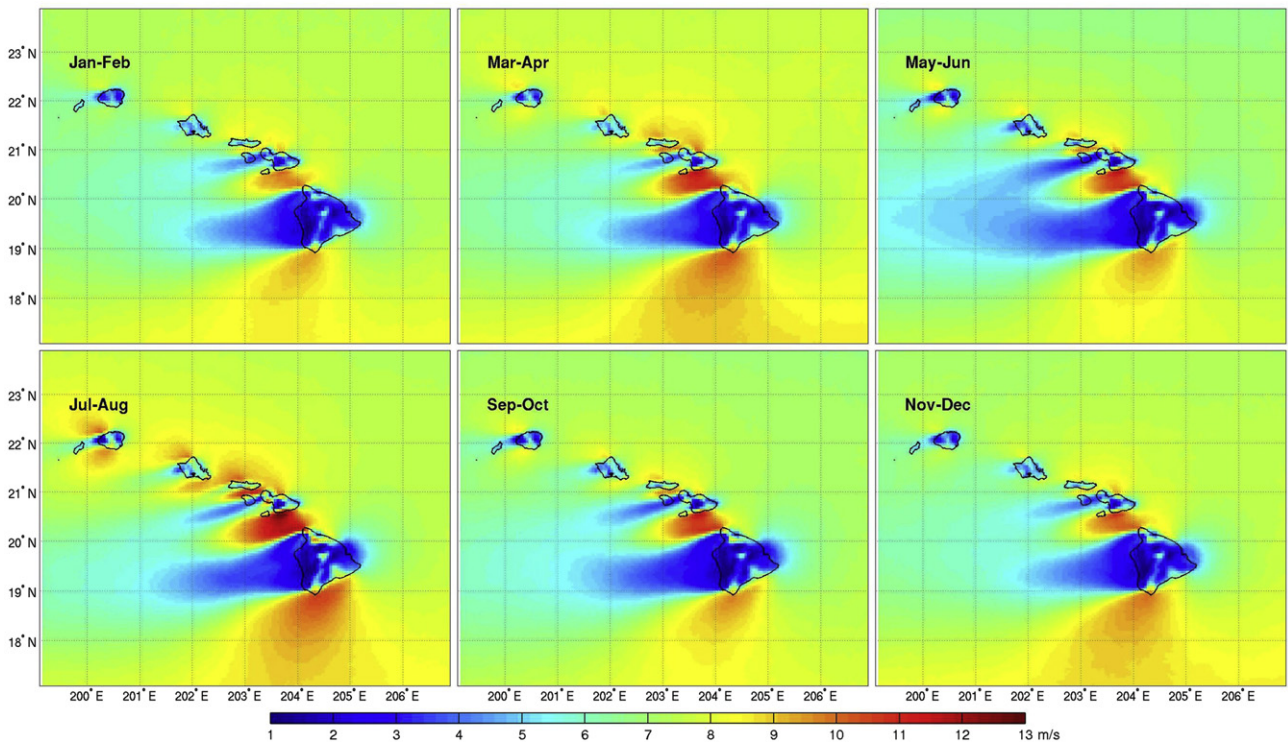 23° N
Jan-Feb
Mar-Apr
May-Jun
22° N
21° N
20° N
19° N
18° N
23° N
Jul-Aug
Sep-Oct
Nov-Dec
22° N
21° N
20° N
19° N
18° N
200° E 201° E 202° E 203° E 204° E 205° E 206° E
200° E 201° E 202° E 203° E 204° E 205° E 206° E
200° E 201° E 202° E 203° E 204° E 205° E 206° E
1 2 3 4 5 6 7 8 9 10 11 12 13 m/s